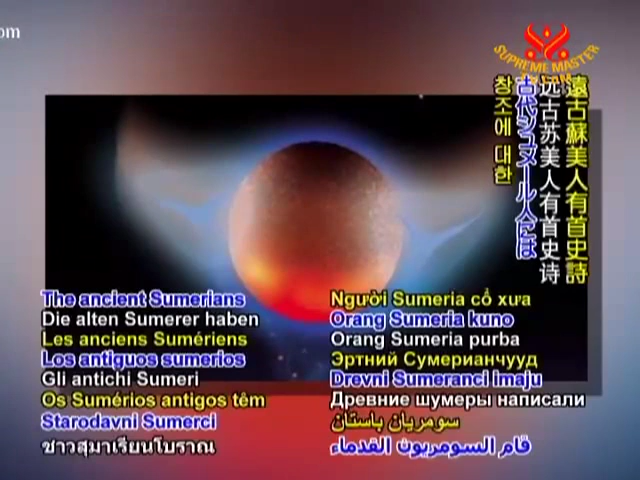 om
SUPREME MASTER
遠古蘇美人有首史詩
远古苏美人有首史诗
古代シュメール人には
창조에 대한
The ancient Sumerians
Die alten Sumerer haben
Les anciens Sumériens
Los antiguos sumerios
Gli antichi Sumeri
Os Sumérios antigos têm
Starodavni Sumerci
ชาวสุมาเรียนโบราณ
Người Sumeria cổ xưa
Orang Sumeria kuno
Orang Sumeria purba
Эртний Сумерианчууд
Drevni Sumeranci imaju
Древние шумеры написали
سومریان باستان
قام السومريون القدماء